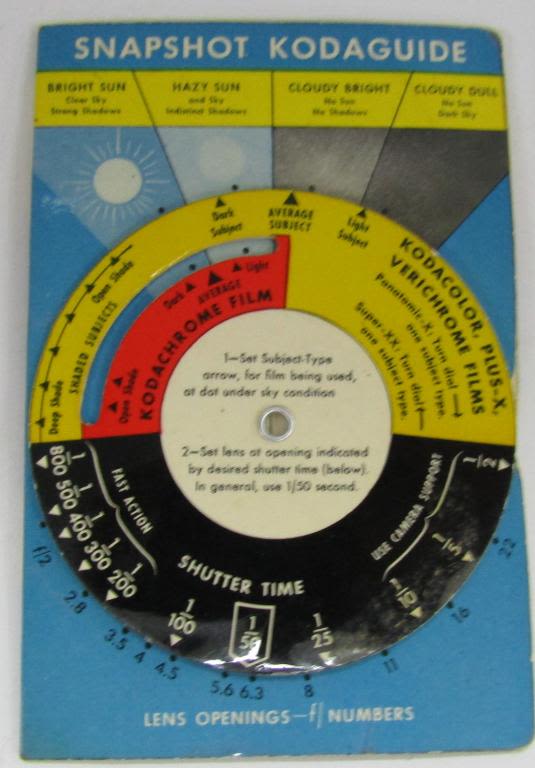 SNAPSHOT KODAGUIDE
BRIGHT SUN
Clear Sky
Strong Shadows
HAZY SUN
and Sky
Indistinct Shadows
CLOUDY BRIGHT
No Sun
No Shadows
CLOUDY DULL
No Sun
Dark Sky
Dark
Subject
AVERAGE
SUBJECT
Light
Subject
SHADED SUBJECTS
Open Shade
Deep Shade
KODACOLOR, PLUS-X,
VERICHROME FILMS
Panatomic-X, Turn dial
one subject type. →
Super-XX, Turn dial ←
one subject type.
Dark
AVERAGE
Light
Open Shade
KODACHROME FILM
1—Set Subject-Type
arrow, for film being used,
at dot under sky condition
2—Set lens at opening indicated
by desired shutter time (below).
In general, use 1/50 second.
FAST ACTION
USE CAMERA SUPPORT
SHUTTER TIME
1/800 1/500 1/400 1/300 1/200 1/100 1/50 1/25 1/10 1/5 1/2
f/2 2.8 3.5 4 4.5 5.6 6.3 8 11 16 22
LENS OPENINGS—f/ NUMBERS